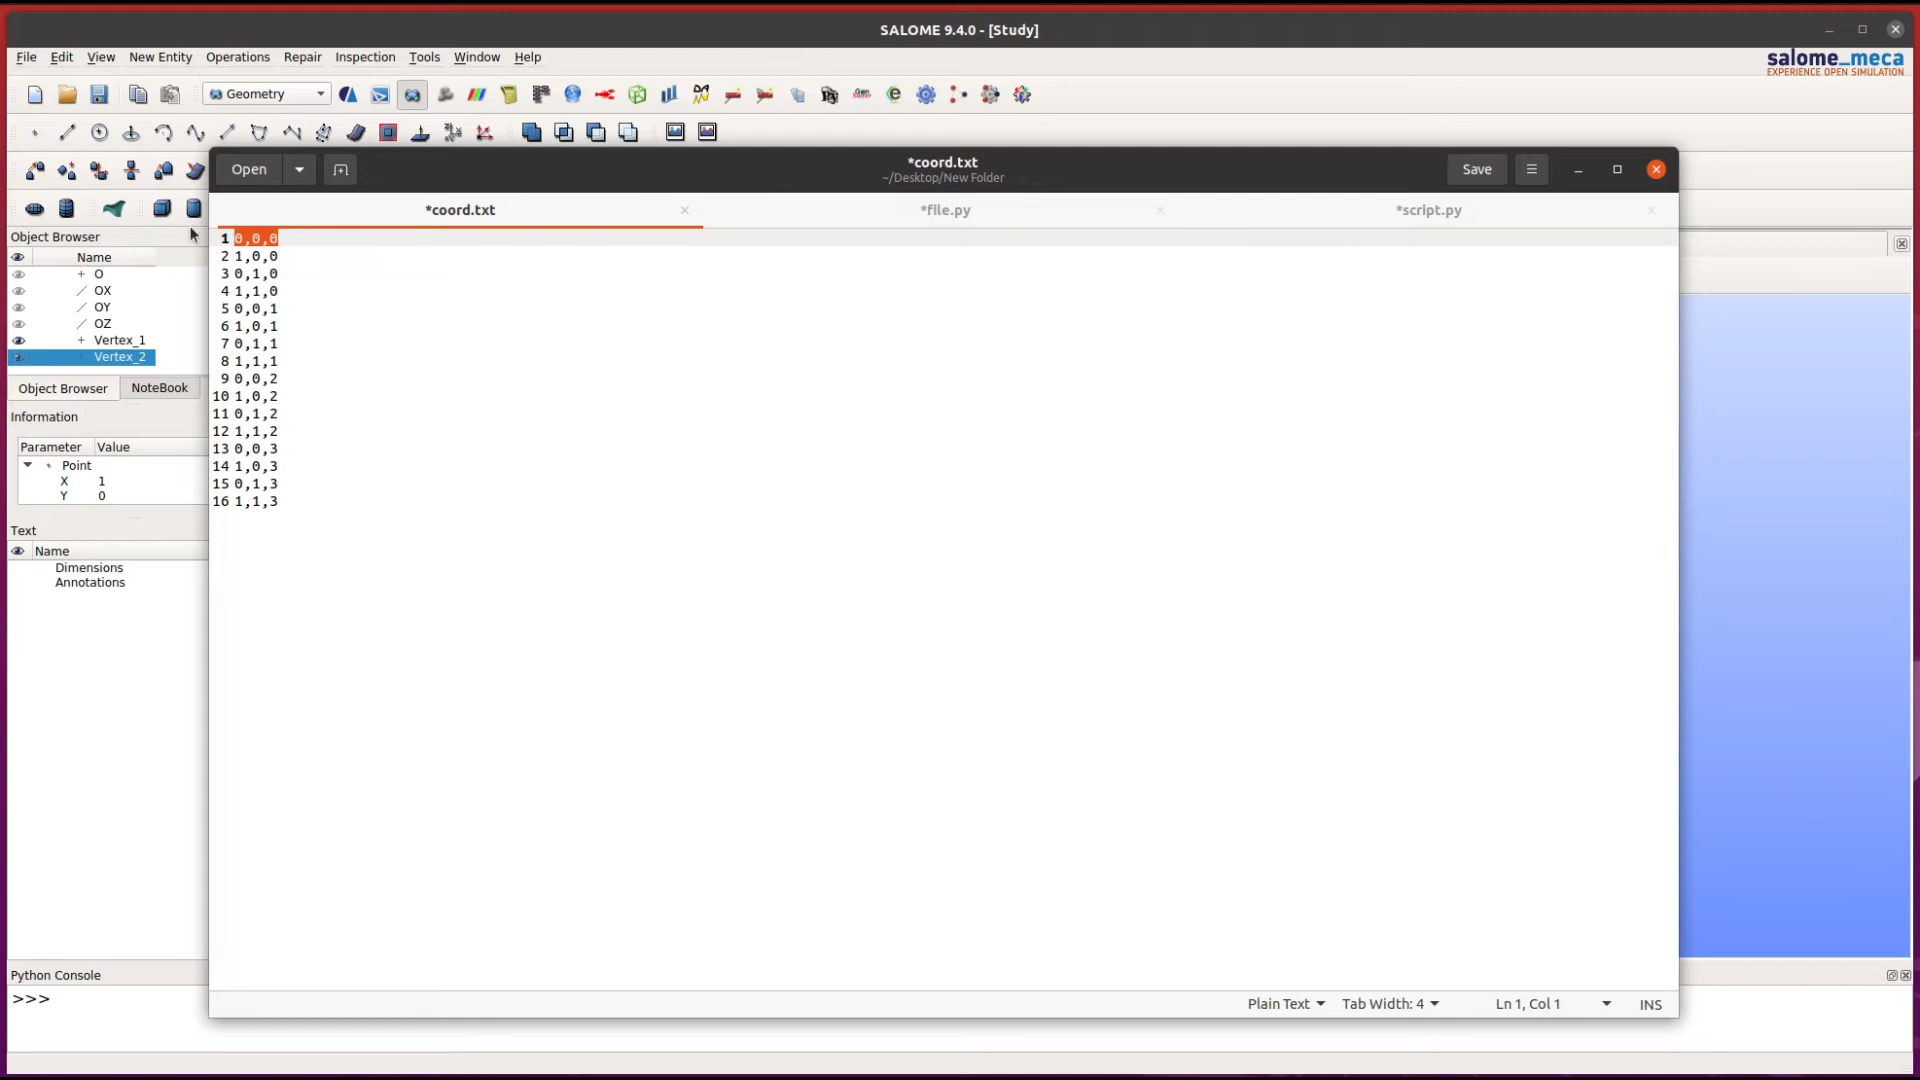 SALOME 9.4.0 - [Study]
File Edit View New Entity Operations Repair Inspection Tools Window Help
salome_meca
EXPERIENCE OPEN SIMULATION
Geometry
Open
*coord.txt
~/Desktop/New Folder
Save
*coord.txt
*file.py
*script.py
Object Browser
Name
O
OX
OY
OZ
Vertex_1
Vertex_2
Object Browser NoteBook
Information
Parameter Value
Point
X 1
Y 0
Text
Name
Dimensions
Annotations
1 0,0,0
2 1,0,0
3 0,1,0
4 1,1,0
5 0,0,1
6 1,0,1
7 0,1,1
8 1,1,1
9 0,0,2
10 1,0,2
11 0,1,2
12 1,1,2
13 0,0,3
14 1,0,3
15 0,1,3
16 1,1,3
Python Console
>>>
Plain Text Tab Width: 4 Ln 1, Col 1 INS